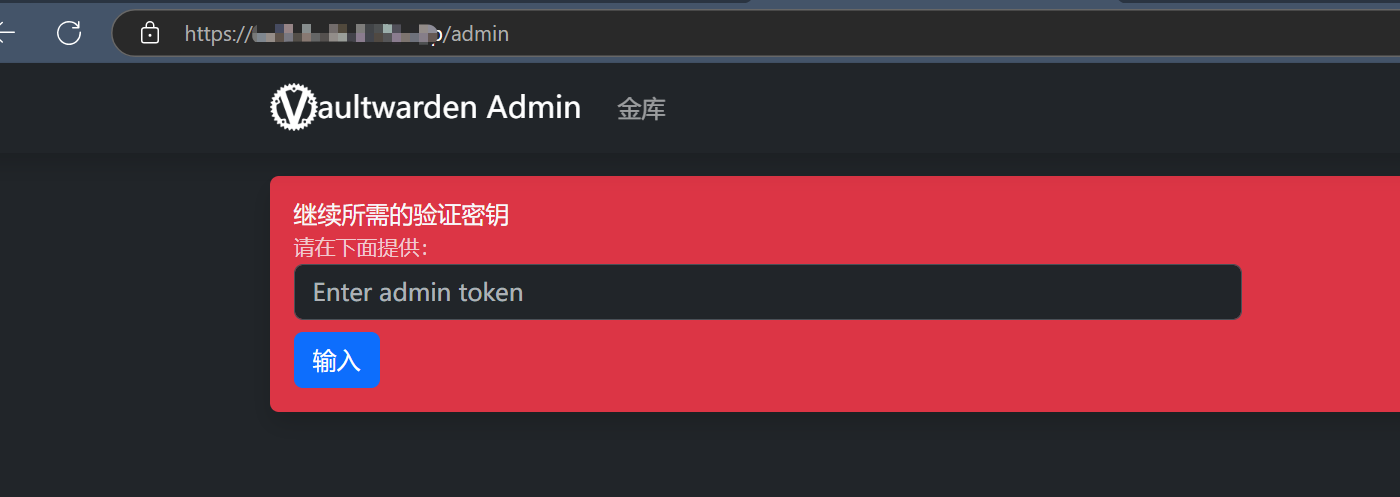 https:///admin
Vaultwarden Admin 金库
继续所需的验证密钥
请在下面提供:
Enter admin token
输入